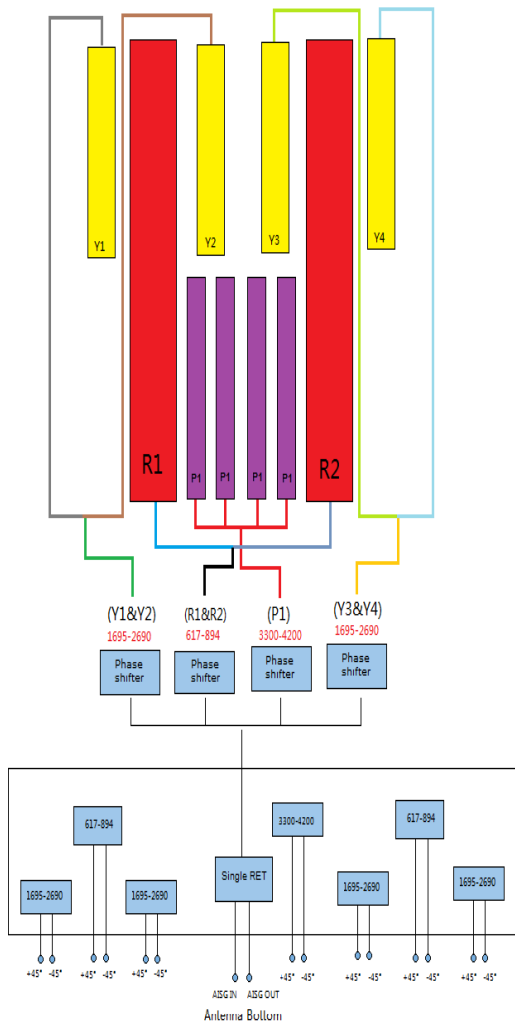 Y1
Y2
Y3
Y4
R1
P1
P1
P1
P1
R2
(Y1&Y2)
(R1&R2)
(P1)
(Y3&Y4)
1695-2690
617-894
3300-4200
1695-2690
Phase
shifter
Phase
shifter
Phase
shifter
Phase
shifter
617-894
3300-4200
617-894
1695-2690
1695-2690
Single RET
1695-2690
1695-2690
+45° -45°
+45° -45°
+45° -45°
+45° -45°
+45° -45°
+45° -45°
+45° -45°
AISG IN AISG OUT
Antenna Bottom